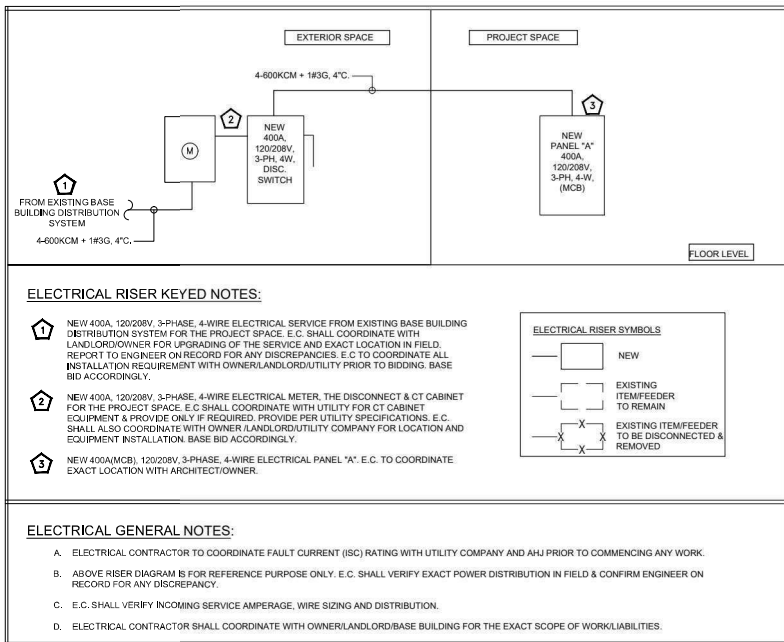 EXTERIOR SPACE
PROJECT SPACE
4-600KCM + 1#3G, 4"C.
2
3
M
NEW
400A,
120/208V,
3-PH, 4W,
DISC.
SWITCH
NEW
PANEL "A"
400A,
120/208V,
3-PH, 4-W,
(MCB)
1
FROM EXISTING BASE
BUILDING DISTRIBUTION
SYSTEM
4-600KCM + 1#3G, 4"C.
FLOOR LEVEL
ELECTRICAL RISER KEYED NOTES:
1
NEW 400A, 120/208V, 3-PHASE, 4-WIRE ELECTRICAL SERVICE FROM EXISTING BASE BUILDING
DISTRIBUTION SYSTEM FOR THE PROJECT SPACE. E.C. SHALL COORDINATE WITH
LANDLORD/OWNER FOR UPGRADING OF THE SERVICE AND EXACT LOCATION IN FIELD.
REPORT TO ENGINEER ON RECORD FOR ANY DISCREPANCIES. E.C TO COORDINATE ALL
INSTALLATION REQUIREMENT WITH OWNER/LANDLORD/UTILITY PRIOR TO BIDDING. BASE
BID ACCORDINGLY.
2
NEW 400A, 120/208V, 3-PHASE, 4-WIRE ELECTRICAL METER, THE DISCONNECT & CT CABINET
FOR THE PROJECT SPACE. E.C SHALL COORDINATE WITH UTILITY FOR CT CABINET
EQUIPMENT & PROVIDE ONLY IF REQUIRED. PROVIDE PER UTILITY SPECIFICATIONS. E.C.
SHALL ALSO COORDINATE WITH OWNER /LANDLORD/UTILITY COMPANY FOR LOCATION AND
EQUIPMENT INSTALLATION. BASE BID ACCORDINGLY.
3
NEW 400A(MCB), 120/208V, 3-PHASE, 4-WIRE ELECTRICAL PANEL "A". E.C. TO COORDINATE
EXACT LOCATION WITH ARCHITECT/OWNER.
ELECTRICAL RISER SYMBOLS
NEW
EXISTING
ITEM/FEEDER
TO REMAIN
X
X X
X
EXISTING ITEM/FEEDER
TO BE DISCONNECTED &
REMOVED
ELECTRICAL GENERAL NOTES:
A. ELECTRICAL CONTRACTOR TO COORDINATE FAULT CURRENT (ISC) RATING WITH UTILITY COMPANY AND AHJ PRIOR TO COMMENCING ANY WORK.
B. ABOVE RISER DIAGRAM IS FOR REFERENCE PURPOSE ONLY. E.C. SHALL VERIFY EXACT POWER DISTRIBUTION IN FIELD & CONFIRM ENGINEER ON
RECORD FOR ANY DISCREPANCY.
C. E.C. SHALL VERIFY INCOMING SERVICE AMPERAGE, WIRE SIZING AND DISTRIBUTION.
D. ELECTRICAL CONTRACTOR SHALL COORDINATE WITH OWNER/LANDLORD/BASE BUILDING FOR THE EXACT SCOPE OF WORK/LIABILITIES.